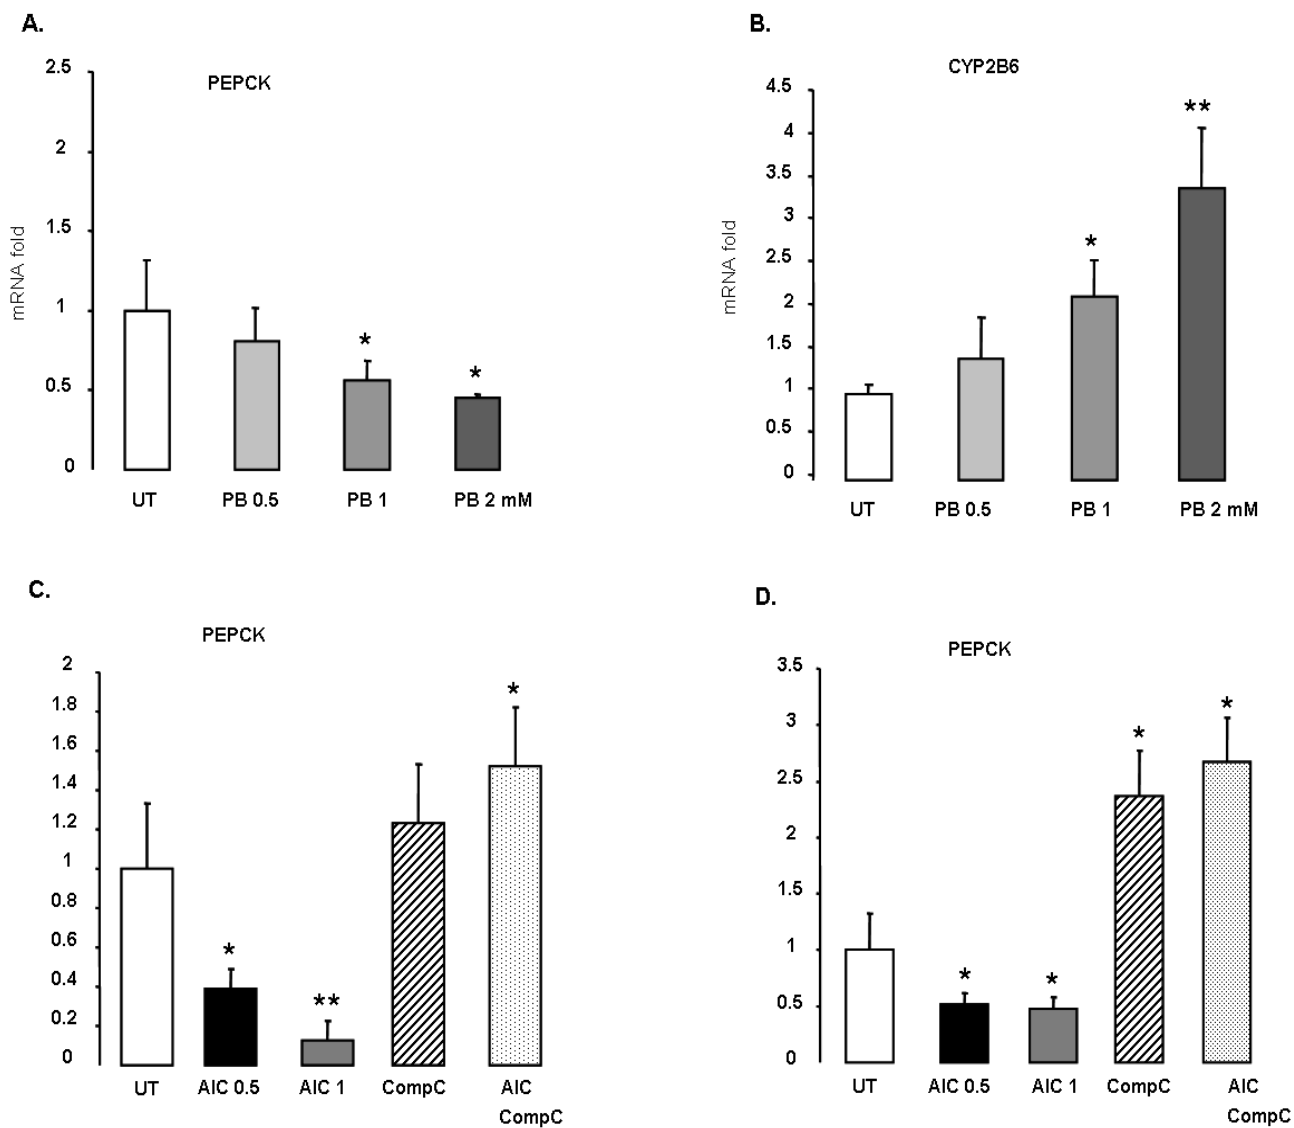 A.
PEPCK
2.5
2
1.5
1
0.5
0
mRNA fold
*
*
UT PB 0.5 PB 1 PB 2 mM
B.
CYP2B6
4.5
4
3.5
3
2.5
2
1.5
1
0.5
0
mRNA fold
*
**
UT PB 0.5 PB 1 PB 2 mM
C.
PEPCK
2
1.8
1.6
1.4
1.2
1
0.8
0.6
0.4
0.2
0
*
**
*
UT AIC 0.5 AIC 1 CompC AIC
CompC
D.
PEPCK
3.5
3
2.5
2
1.5
1
0.5
0
*
*
*
*
UT AIC 0.5 AIC 1 CompC AIC
CompC